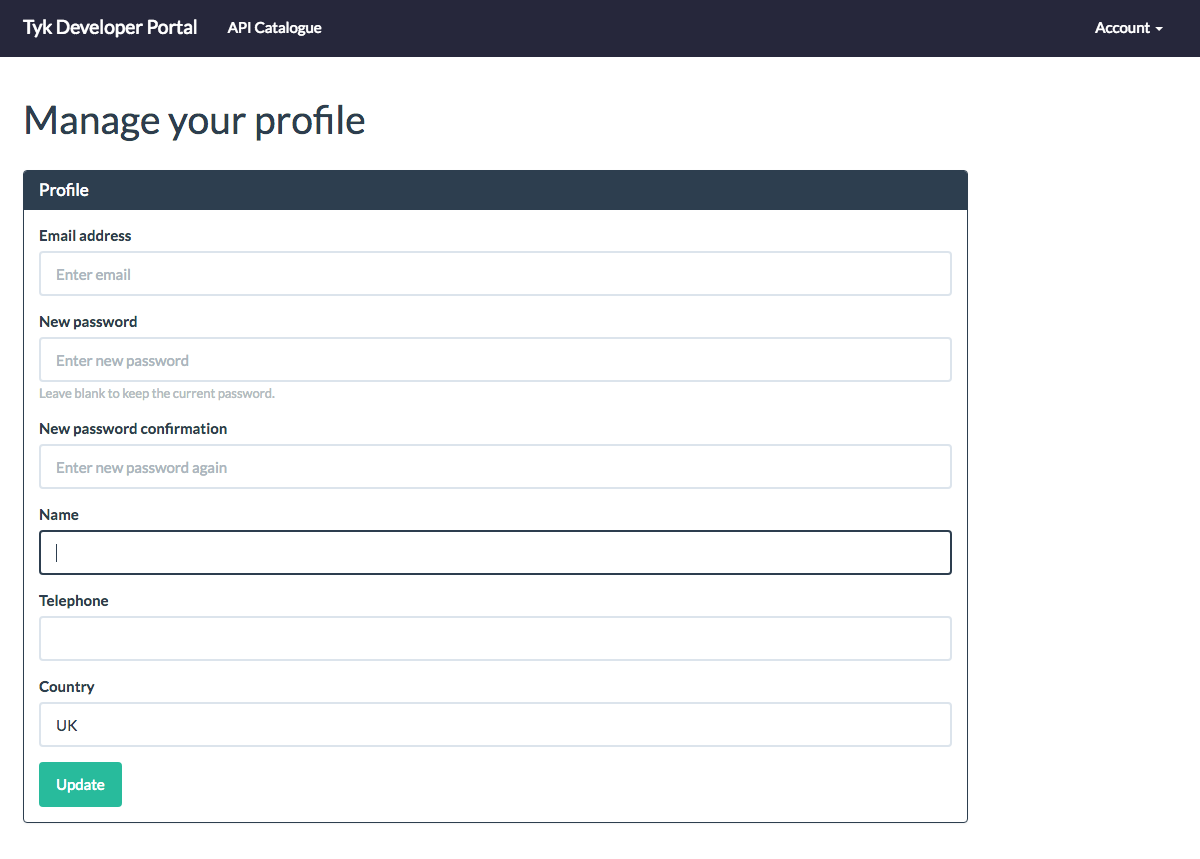 Tyk Developer Portal API Catalogue Account
Manage your profile
Profile
Email address
Enter email
New password
Enter new password
Leave blank to keep the current password.
New password confirmation
Enter new password again
Name
Telephone
Country
UK
Update